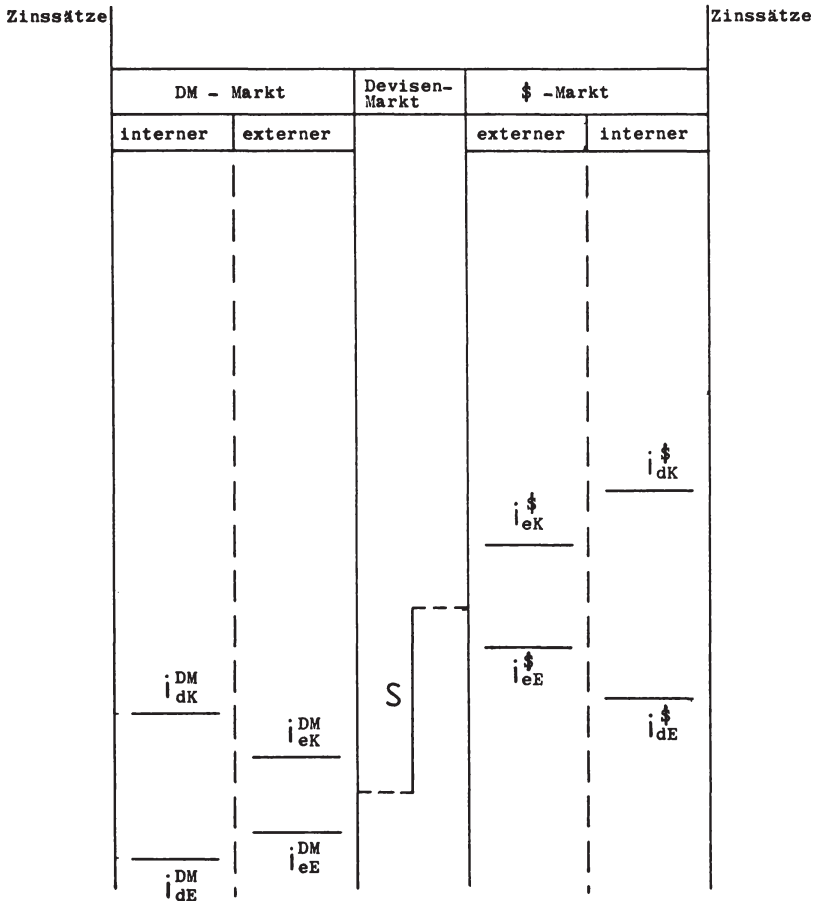 Zinssätze Zinssätze
DM - Markt Devisen-
Markt $ -Markt
interner externer externer interner
i$dK
i$eK
i$eE
iDMdK
S
i$dE
iDMeK
iDMeE
iDMdE